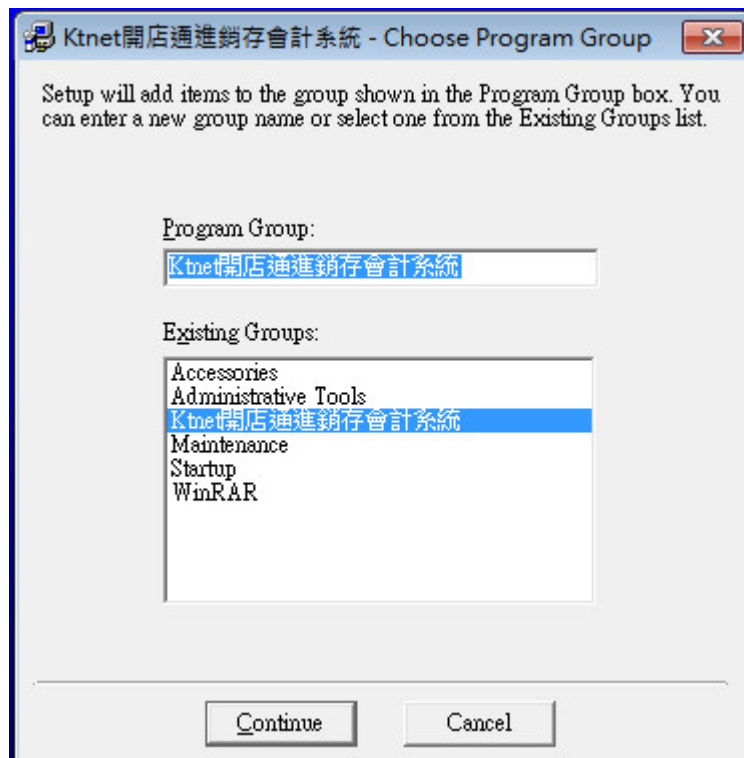 Ktnet開店通進銷存會計系統 - Choose Program Group
Setup will add items to the group shown in the Program Group box. You
can enter a new group name or select one from the Existing Groups list.
Program Group:
Ktnet開店通進銷存會計系統
Existing Groups:
Accessories
Administrative Tools
Ktnet開店通進銷存會計系統
Maintenance
Startup
WinRAR
Continue
Cancel